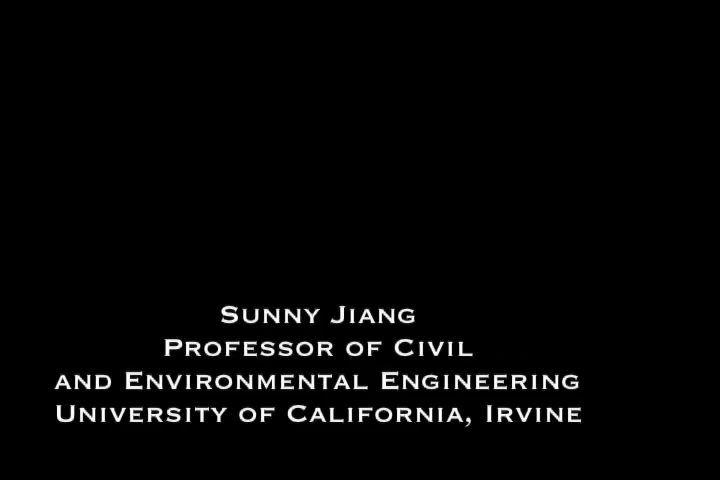 Sunny Jiang
Professor of Civil
and Environmental Engineering
University of California, Irvine